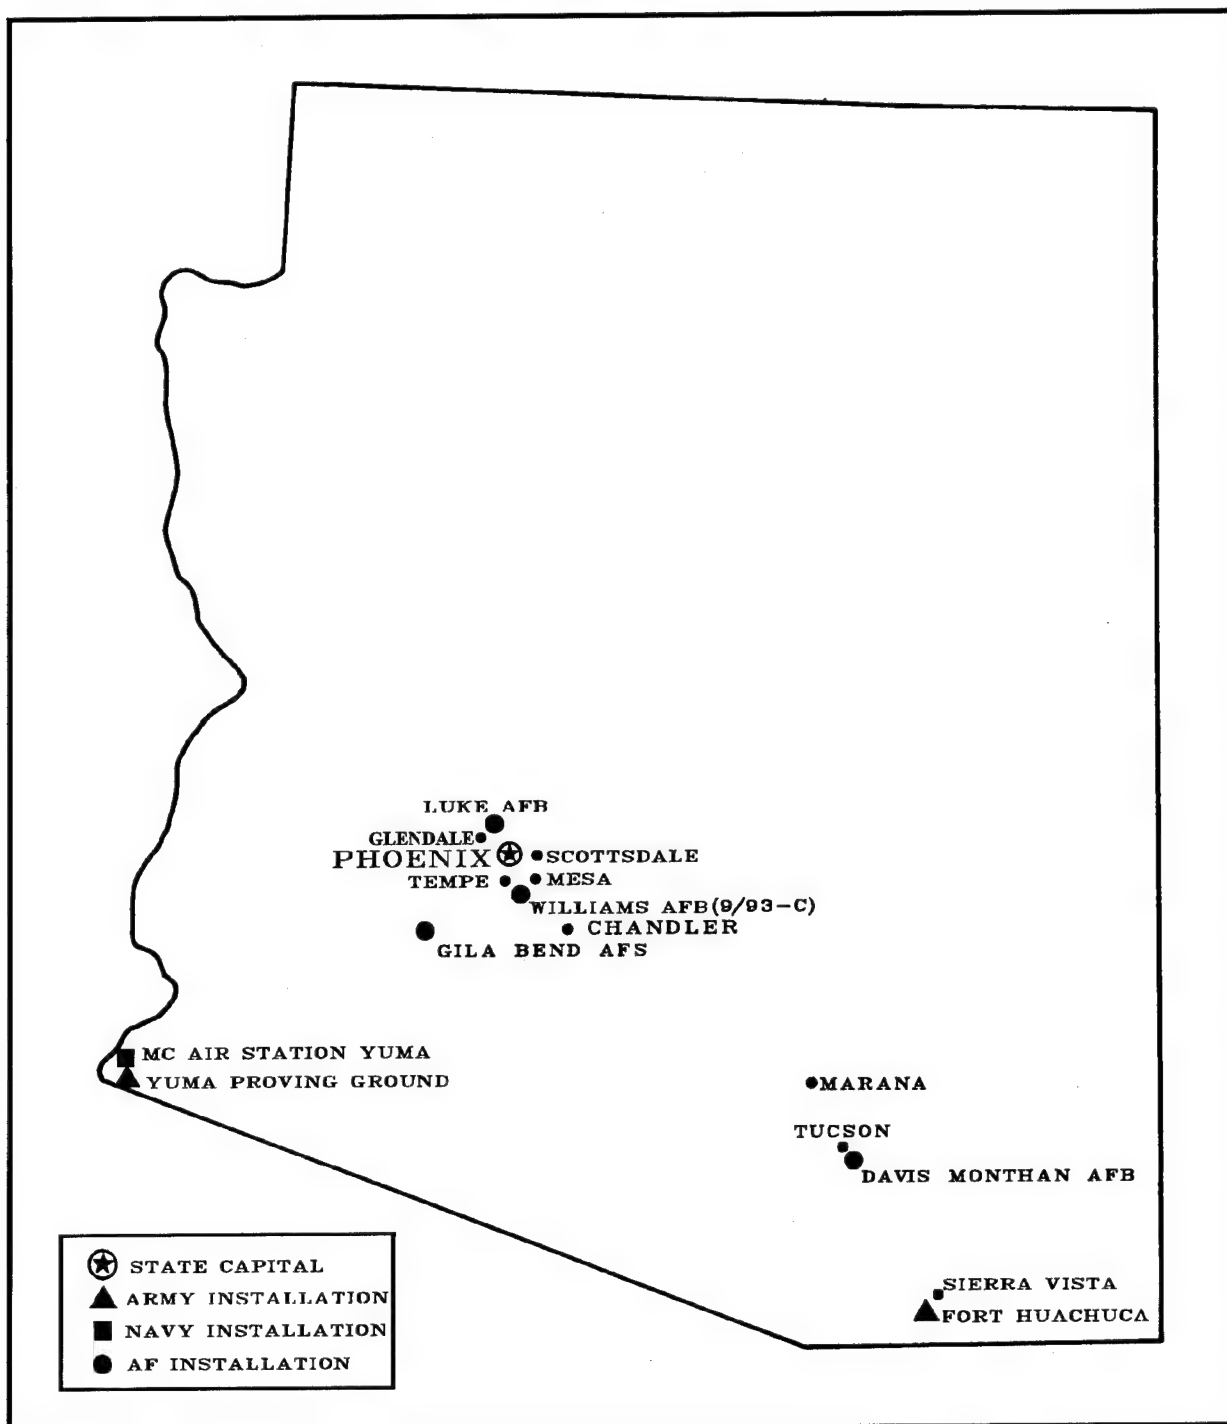 LUKE AFB
GLENDALE
PHOENIX
SCOTTSDALE
TEMPE
MESA
WILLIAMS AFB(9/93-C)
CHANDLER
GILA BEND AFS
MC AIR STATION YUMA
YUMA PROVING GROUND
MARANA
TUCSON
DAVIS MONTHAN AFB
SIERRA VISTA
FORT HUACHUCA
STATE CAPITAL
ARMY INSTALLATION
NAVY INSTALLATION
AF INSTALLATION